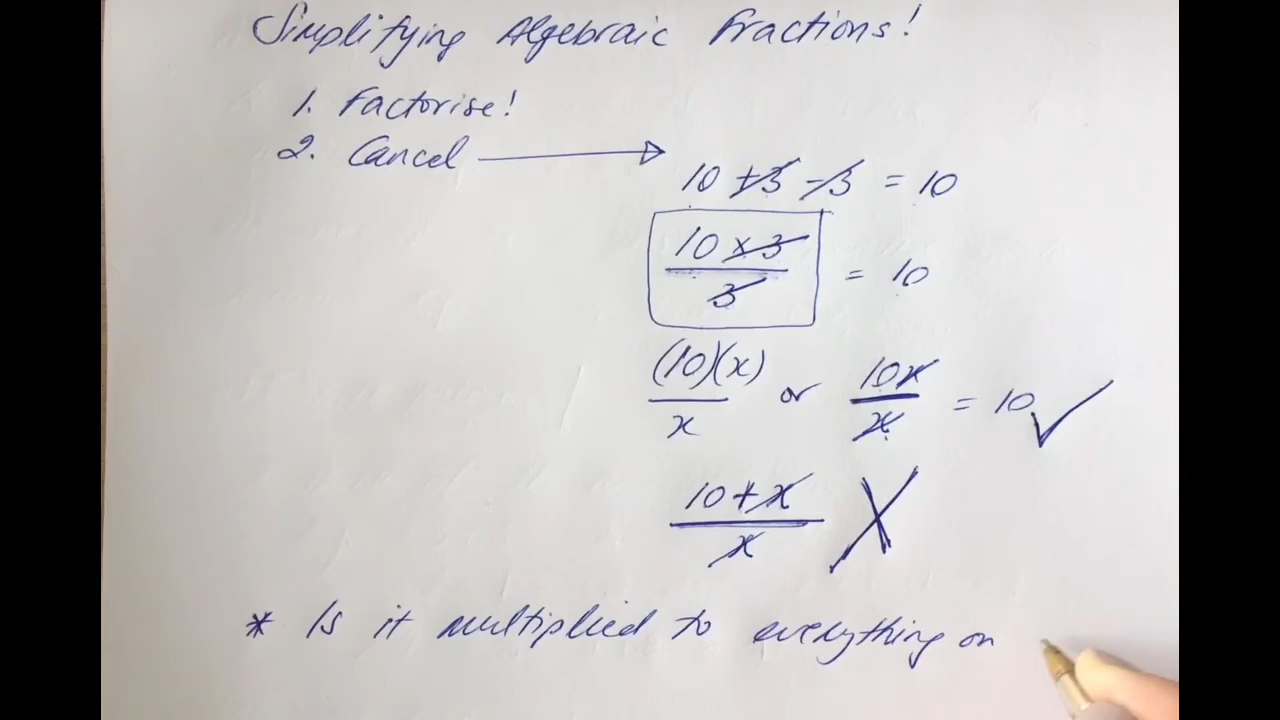 Simplifying Algebraic Fractions!
1. Factorise!
2. Cancel
10 + 3 - 3 = 10
10 x 3
3
= 10
(10)(x)
x
or
10x
x
= 10 ✓
10 + x
x
X
* Is it multiplied to everything on